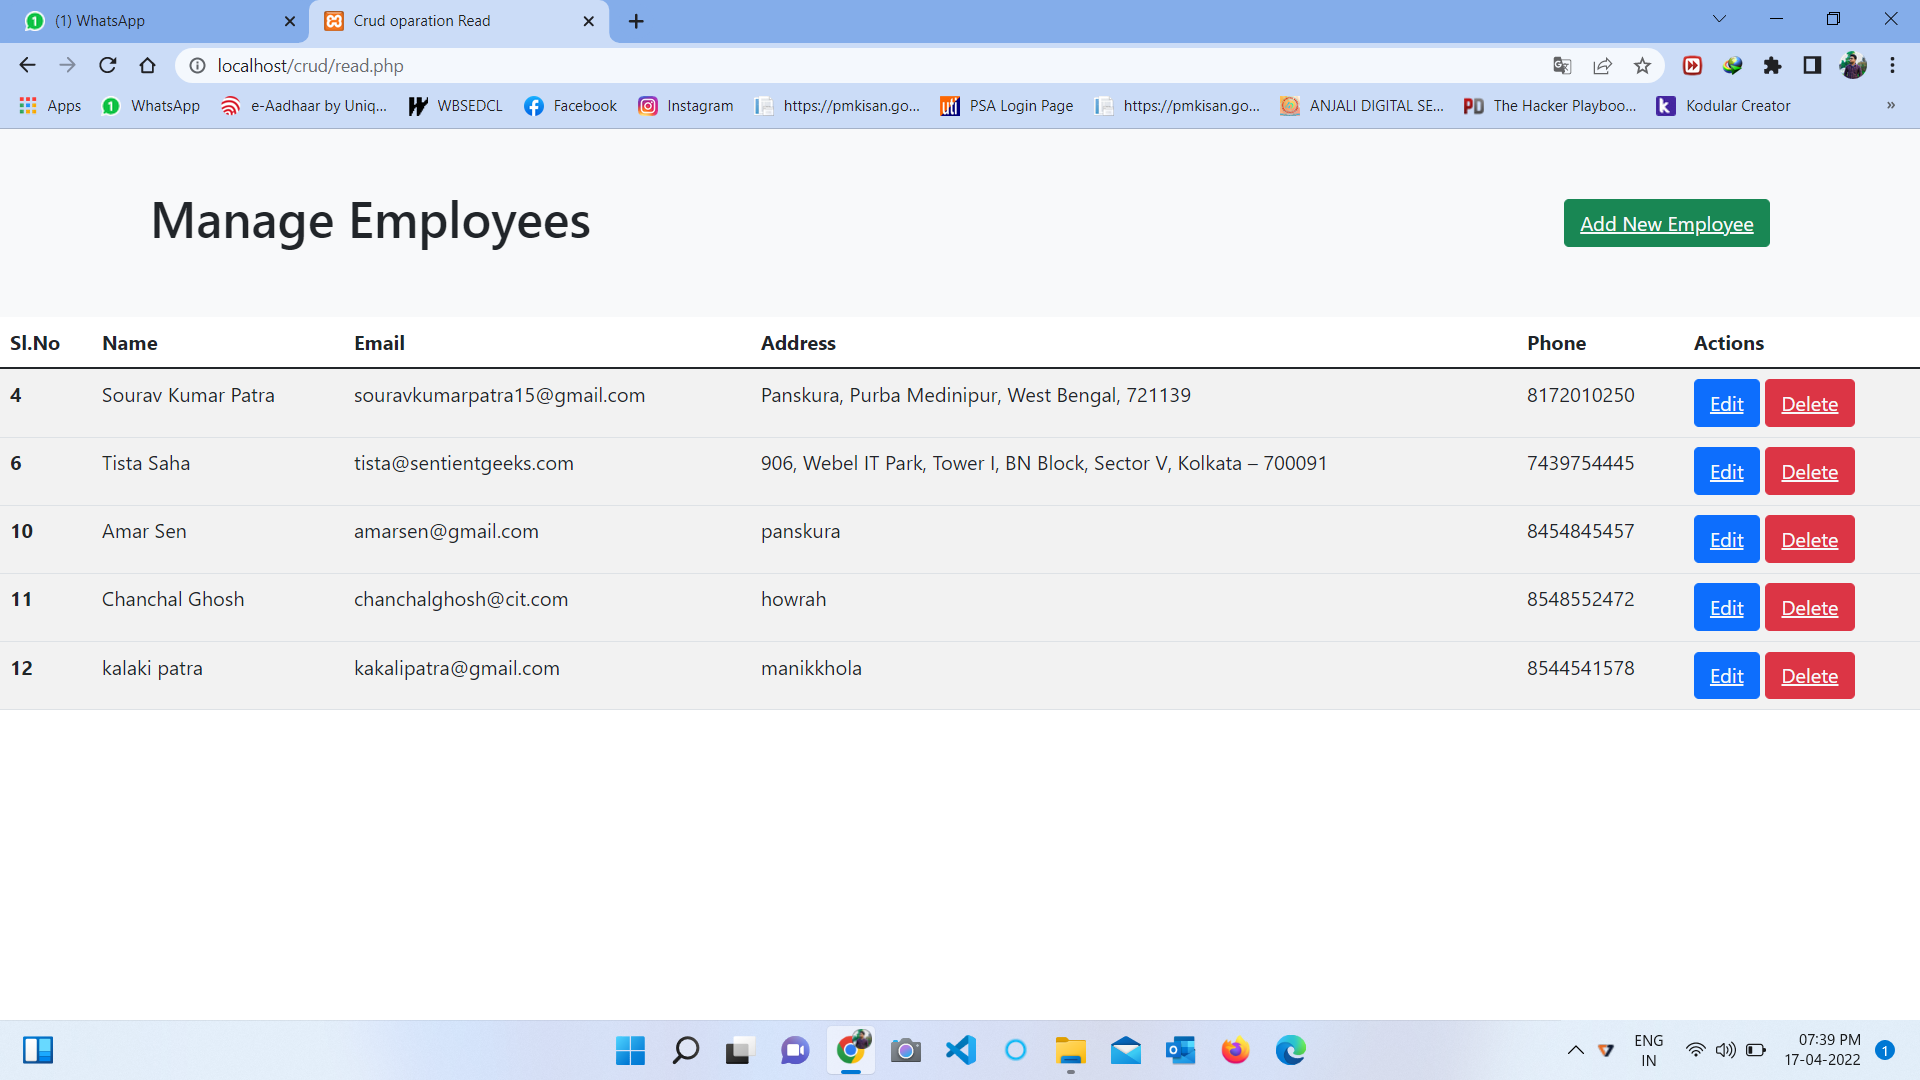 (1) WhatsApp
Crud oparation Read
localhost/crud/read.php
Apps WhatsApp e-Aadhaar by Uniq... WBSEDCL Facebook Instagram https://pmkisan.go... PSA Login Page https://pmkisan.go... ANJALI DIGITAL SE... PD The Hacker Playboo... k Kodular Creator »
Manage Employees
Add New Employee
Sl.No Name Email Address Phone Actions
4 Sourav Kumar Patra souravkumarpatra15@gmail.com Panskura, Purba Medinipur, West Bengal, 721139 8172010250 Edit Delete
6 Tista Saha tista@sentientgeeks.com 906, Webel IT Park, Tower I, BN Block, Sector V, Kolkata – 700091 7439754445 Edit Delete
10 Amar Sen amarsen@gmail.com panskura 8454845457 Edit Delete
11 Chanchal Ghosh chanchalghosh@cit.com howrah 8548552472 Edit Delete
12 kalaki patra kakalipatra@gmail.com manikkhola 8544541578 Edit Delete
ENG
IN
07:39 PM
17-04-2022
1